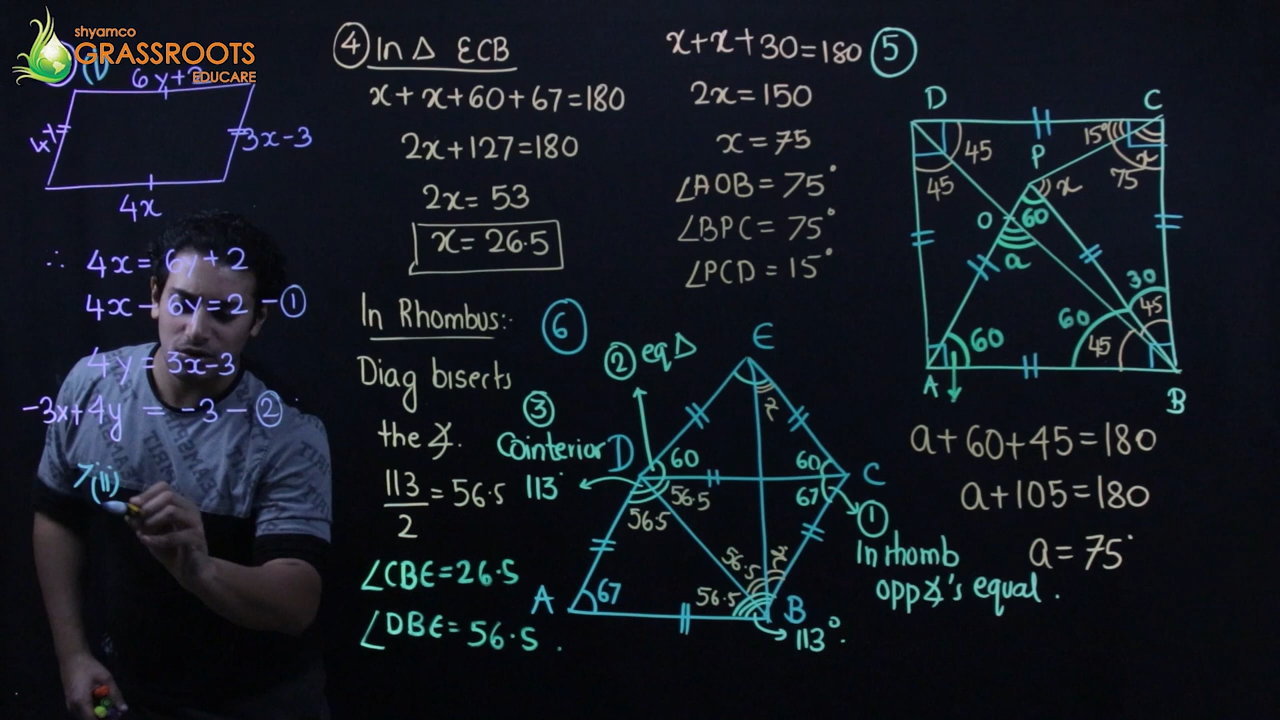 shyamco
GRASSROOTS
EDUCARE
(i)
6y+2
4y
3x-3
4x
∴ 4x = 6y+2
4x - 6y = 2 - ①
4y = 3x-3
-3x+4y = -3 - ②
7(ii)
④ In Δ ECB
x + x + 60 + 67 = 180
2x + 127 = 180
2x = 53
x = 26.5
In Rhombus:-
Diag bisects
the ∡.
113/2 = 56.5
∠CBE = 26.5
∠DBE = 56.5 .
x + x + 30 = 180
2x = 150
x = 75
∠AOB = 75°
∠BPC = 75°
∠PCD = 15°
⑥
② eq Δ
③
Cointerior
113°
E
x
D
60
60
C
56.5
67
56.5
①
In rhomb
opp ∡'s equal .
56.5
x
A
67
56.5
B
113° .
⑤
D
C
45
15°
x
P
45
75
x
O
60
a
30
45
60
60
45
A
B
a + 60 + 45 = 180
a + 105 = 180
a = 75°